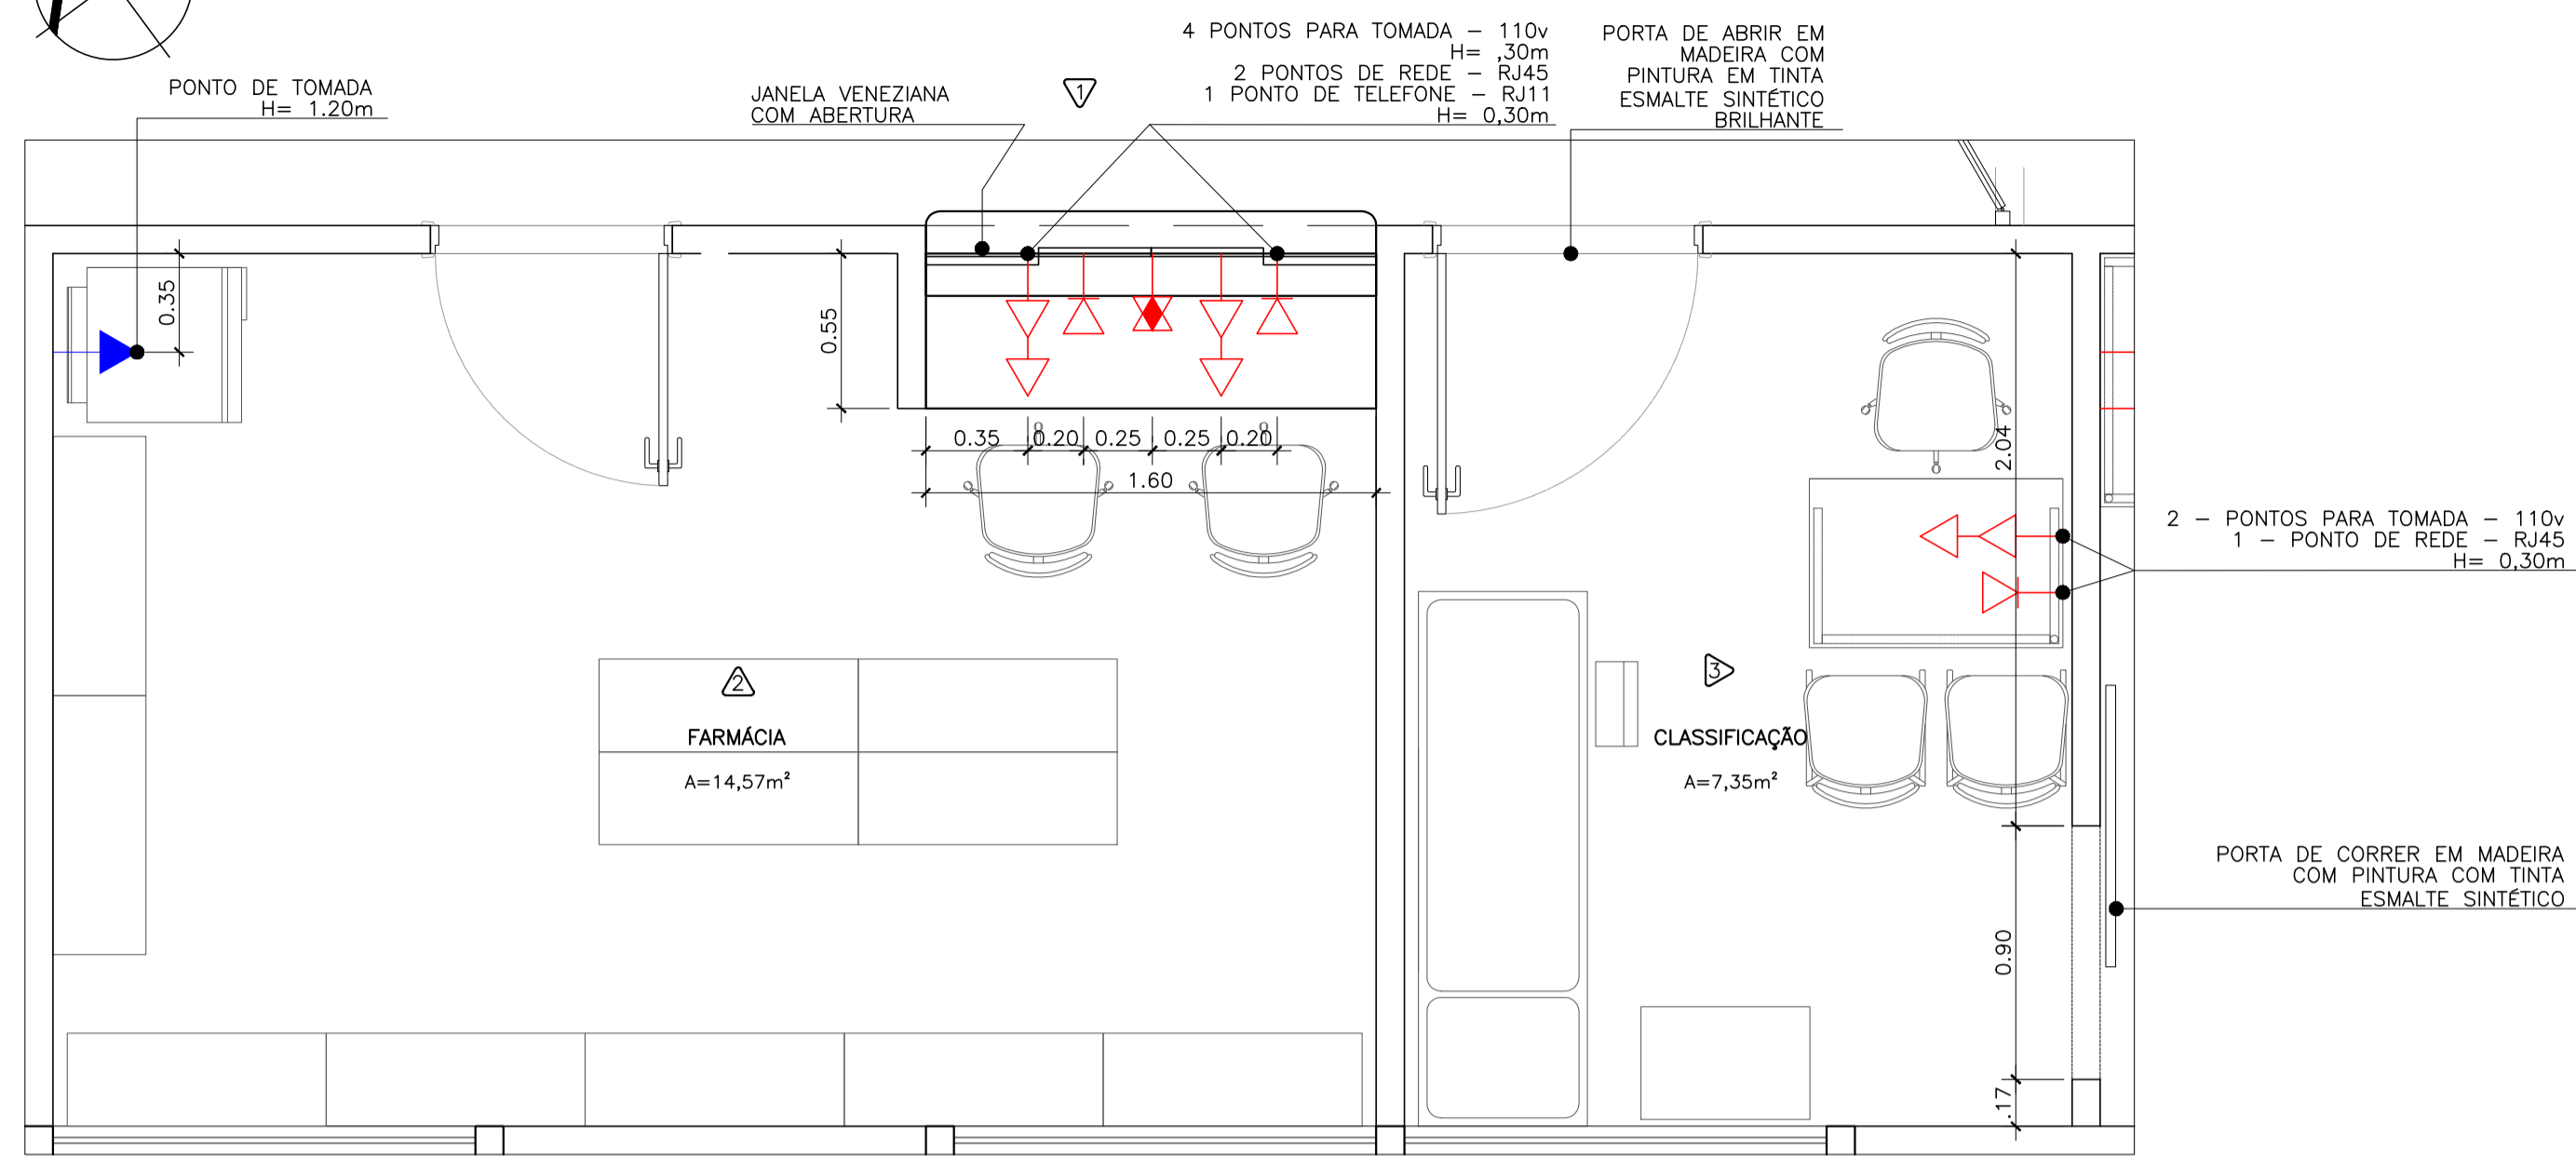 4 PONTOS PARA TOMADA – 110v
H= ,30m
2 PONTOS DE REDE – RJ45
1 PONTO DE TELEFONE – RJ11
H= 0,30m
PORTA DE ABRIR EM
MADEIRA COM
PINTURA EM TINTA
ESMALTE SINTÉTICO
BRILHANTE
PONTO DE TOMADA
H= 1.20m
JANELA VENEZIANA
COM ABERTURA
1
0.35
0.55
0.35 0.20 0.25 0.25 0.20
1.60
2.04
2 – PONTOS PARA TOMADA – 110v
1 – PONTO DE REDE – RJ45
H= 0,30m
2
FARMÁCIA
A=14,57m²
3
CLASSIFICAÇÃO
A=7,35m²
PORTA DE CORRER EM MADEIRA
COM PINTURA COM TINTA
ESMALTE SINTÉTICO
0.90
.17